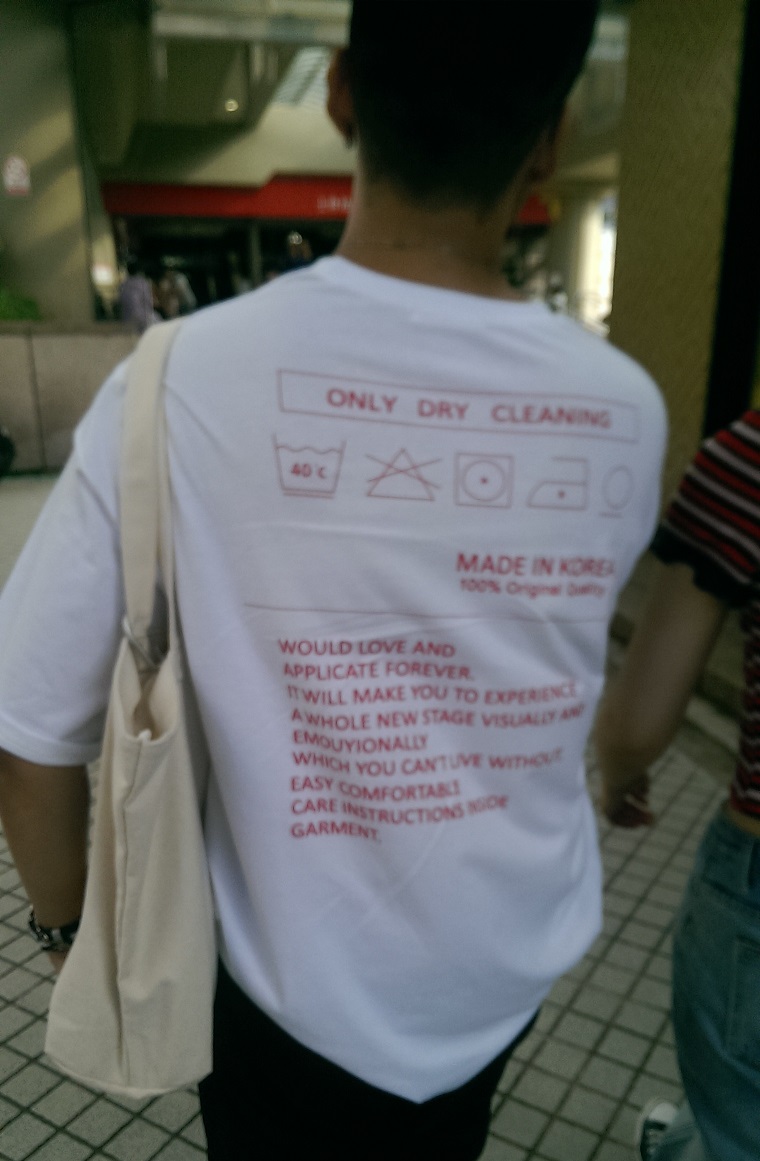 ONLY DRY CLEANING
40°C
MADE IN KOREA
100% Original Quality
WOULD LOVE AND
APPLICATE FOREVER.
IT WILL MAKE YOU TO EXPERIENCE
A WHOLE NEW STAGE VISUALLY AND
EMOUYIONALLY
WHICH YOU CAN'T LIVE WITHOUT.
EASY COMFORTABLE
CARE INSTRUCTIONS INSIDE
GARMENT.